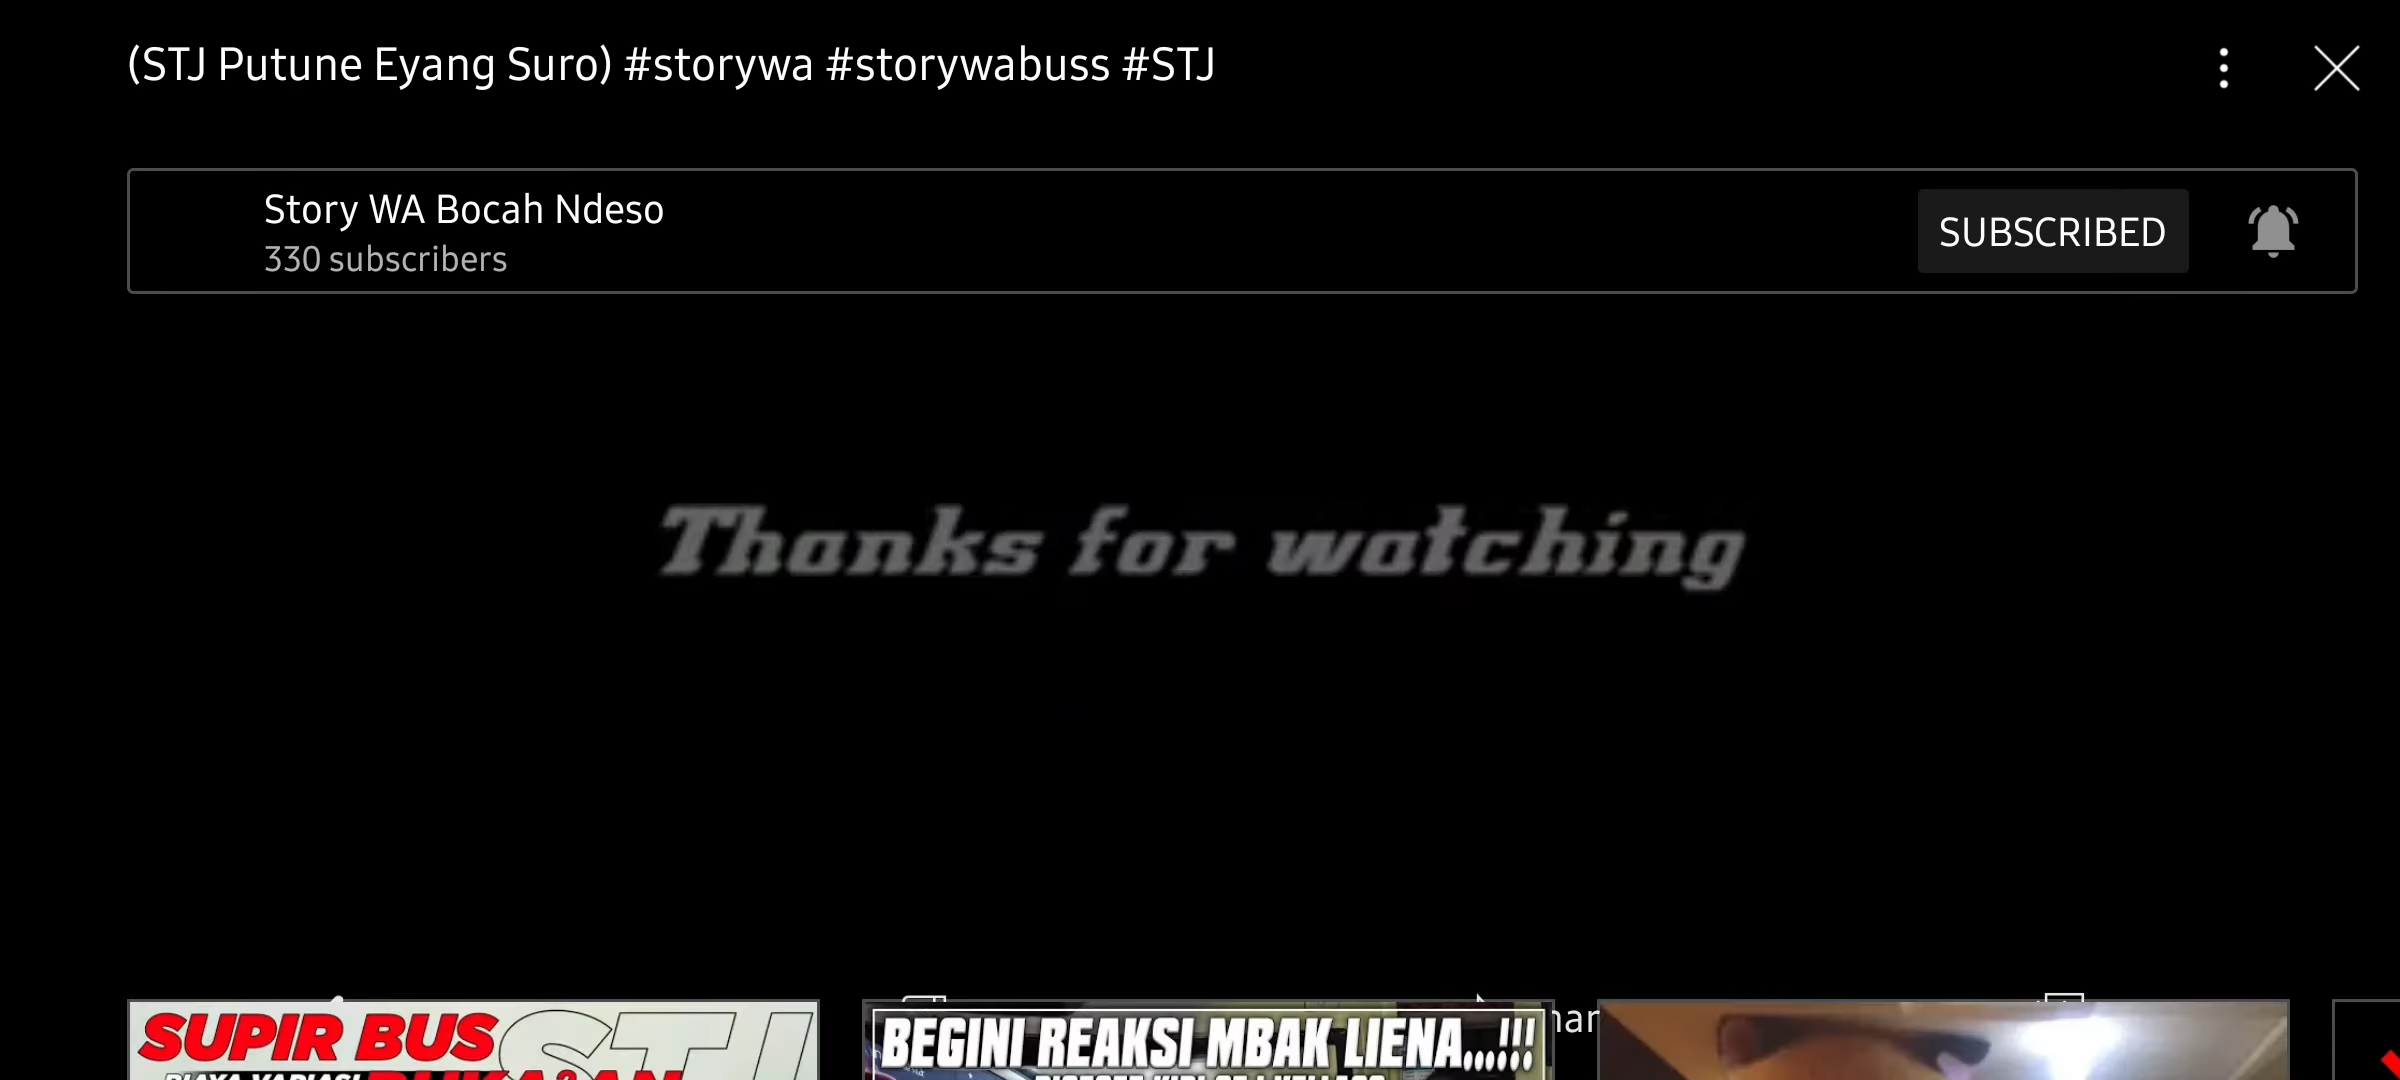 (STJ Putune Eyang Suro) #storywa #storywabuss #STJ
Story WA Bocah Ndeso
330 subscribers
SUBSCRIBED
Thanks for watching
SUPIR BUS STJ
BEGINI REAKSI MBAK LIENA...!!!